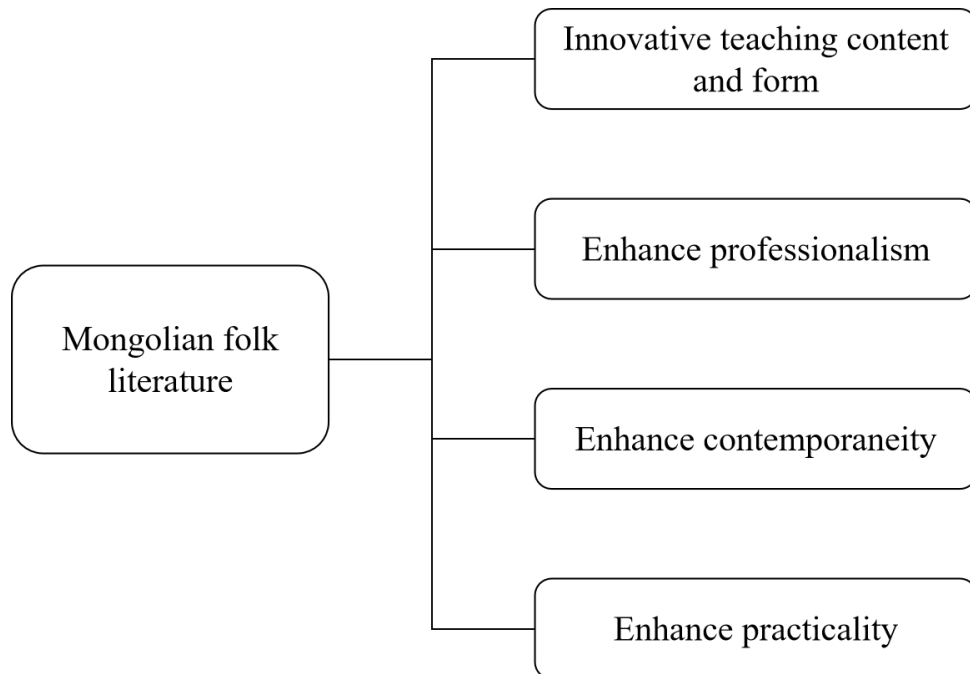 Innovative teaching content
and form
Enhance professionalism
Mongolian folk
literature
Enhance contemporaneity
Enhance practicality